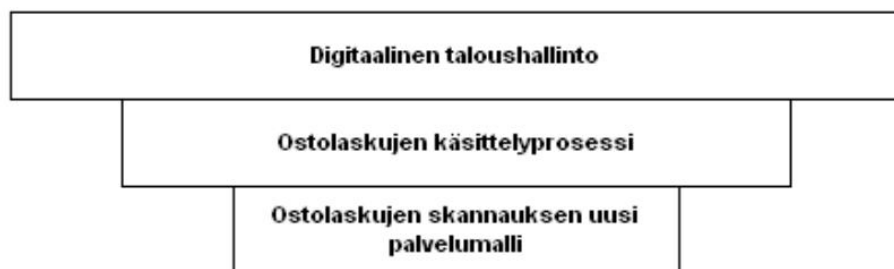 Digitaalinen taloushallinto
Ostolaskujen käsittelyprosessi
Ostolaskujen skannauksen uusi
palvelumalli